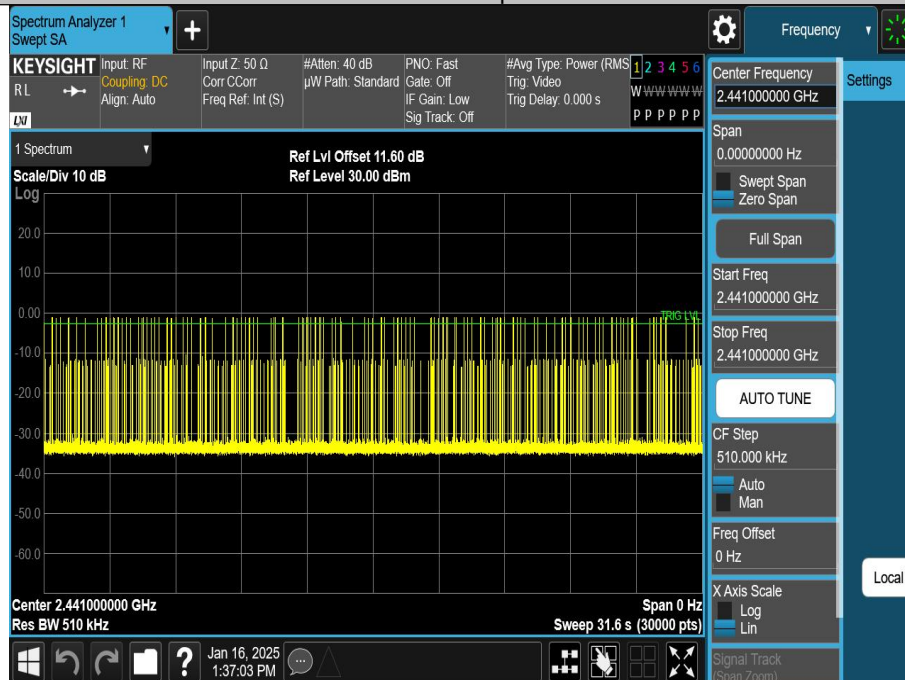 Spectrum Analyzer 1
Swept SA
Frequency
KEYSIGHT
RL
LXI
Input: RF
Coupling: DC
Align: Auto
Input Z: 50 Ω
Corr CCorr
Freq Ref: Int (S)
#Atten: 40 dB
µW Path: Standard
PNO: Fast
Gate: Off
IF Gain: Low
Sig Track: Off
#Avg Type: Power (RMS
Trig: Video
Trig Delay: 0.000 s
1 2 3 4 5 6
W W W W W W
P P P P P P
1 Spectrum
Scale/Div 10 dB
Ref Lvl Offset 11.60 dB
Ref Level 30.00 dBm
Log
20.0
10.0
0.00
TRIG LVL
-10.0
-20.0
-30.0
-40.0
-50.0
-60.0
Center 2.441000000 GHz
Span 0 Hz
Res BW 510 kHz
Sweep 31.6 s (30000 pts)
Jan 16, 2025
1:37:03 PM
Center Frequency
2.441000000 GHz
Settings
Span
0.00000000 Hz
Swept Span
Zero Span
Full Span
Start Freq
2.441000000 GHz
Stop Freq
2.441000000 GHz
AUTO TUNE
CF Step
510.000 kHz
Auto
Man
Freq Offset
0 Hz
Local
X Axis Scale
Log
Lin
Signal Track
(Span Zoom)